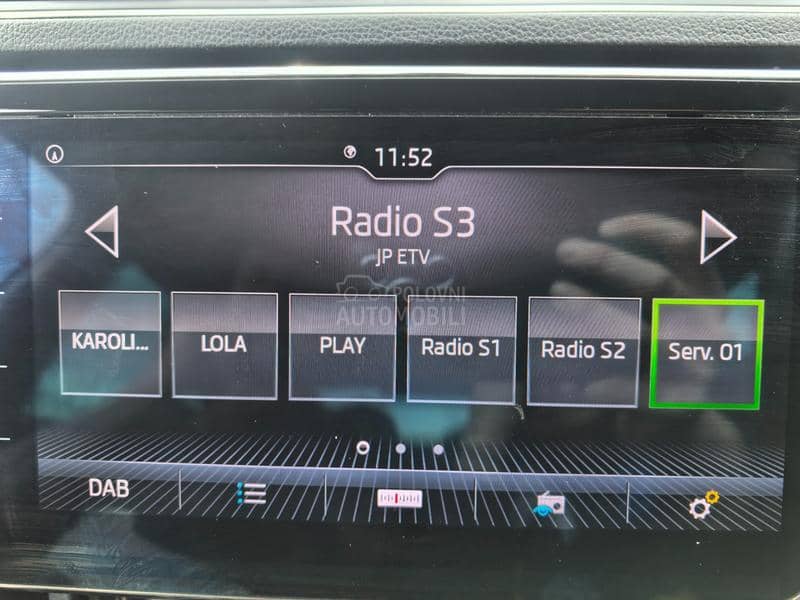 11:52
Radio S3
JP ETV
POLOVNI
AUTOMOBILI
KAROLI...
LOLA
PLAY
Radio S1
Radio S2
Serv. 01
DAB